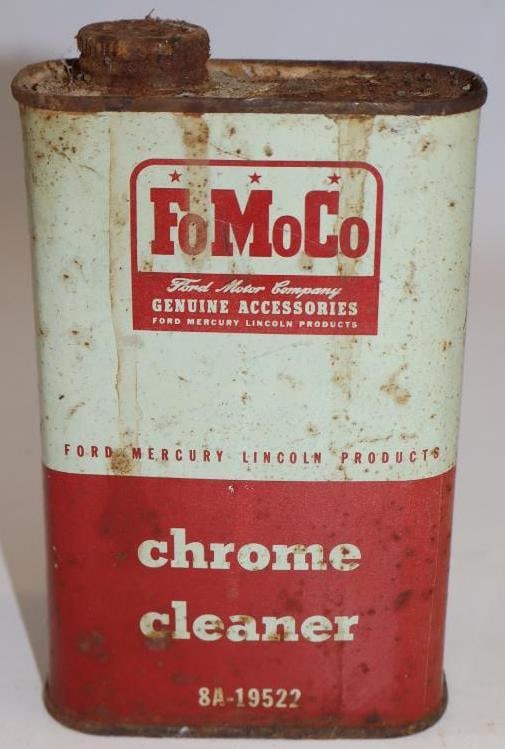 FoMoCo
Ford Motor Company
GENUINE ACCESSORIES
FORD MERCURY LINCOLN PRODUCTS
FORD MERCURY LINCOLN PRODUCTS
chrome
cleaner
8A-19522